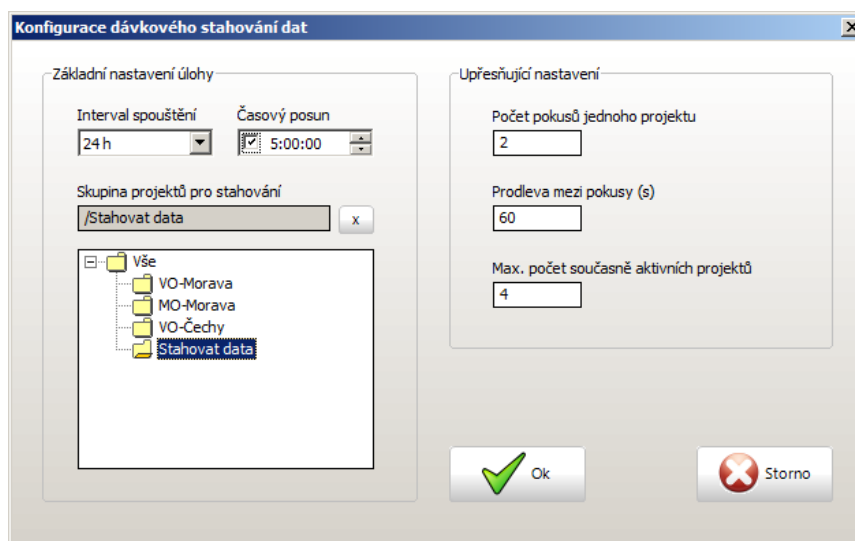 Konfigurace dávkového stahování dat
Základní nastavení úlohy
Interval spouštění
Časový posun
24 h
5:00:00
Skupina projektů pro stahování
/Stahovat data
x
Vše
VO-Morava
MO-Morava
VO-Čechy
Stahovat data
Upřesňující nastavení
Počet pokusů jednoho projektu
2
Prodleva mezi pokusy (s)
60
Max. počet současně aktivních projektů
4
Ok
Storno